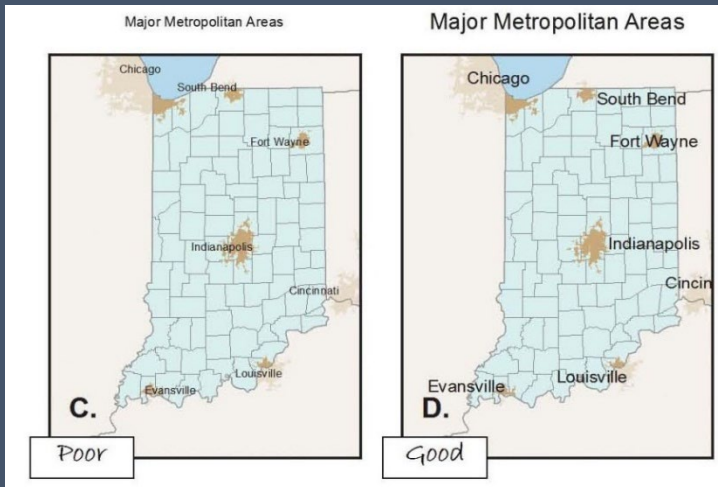 Major Metropolitan Areas
Chicago
South Bend
Fort Wayne
Indianapolis
Cincinnati
Louisville
Evansville
C.
Poor
Major Metropolitan Areas
Chicago
South Bend
Fort Wayne
Indianapolis
Cincin
Louisville
Evansville
D.
Good